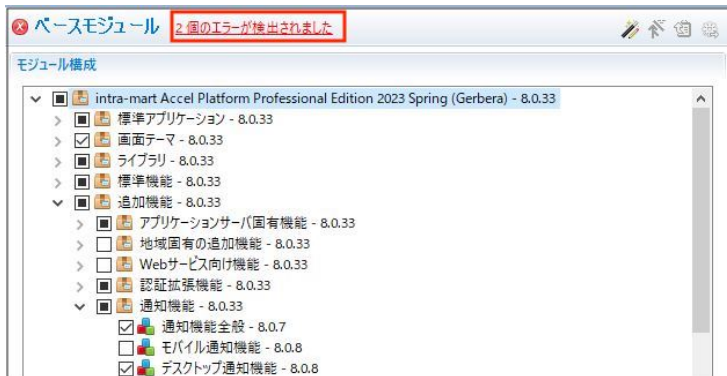 ベースモジュール 2 個のエラーが検出されました
モジュール構成
intra-mart Accel Platform Professional Edition 2023 Spring (Gerbera) - 8.0.33
標準アプリケーション - 8.0.33
画面テーマ - 8.0.33
ライブラリ - 8.0.33
標準機能 - 8.0.33
追加機能 - 8.0.33
アプリケーションサーバ固有機能 - 8.0.33
地域固有の追加機能 - 8.0.33
Webサービス向け機能 - 8.0.33
認証拡張機能 - 8.0.33
通知機能 - 8.0.33
通知機能全般 - 8.0.7
モバイル通知機能 - 8.0.8
デスクトップ通知機能 - 8.0.8